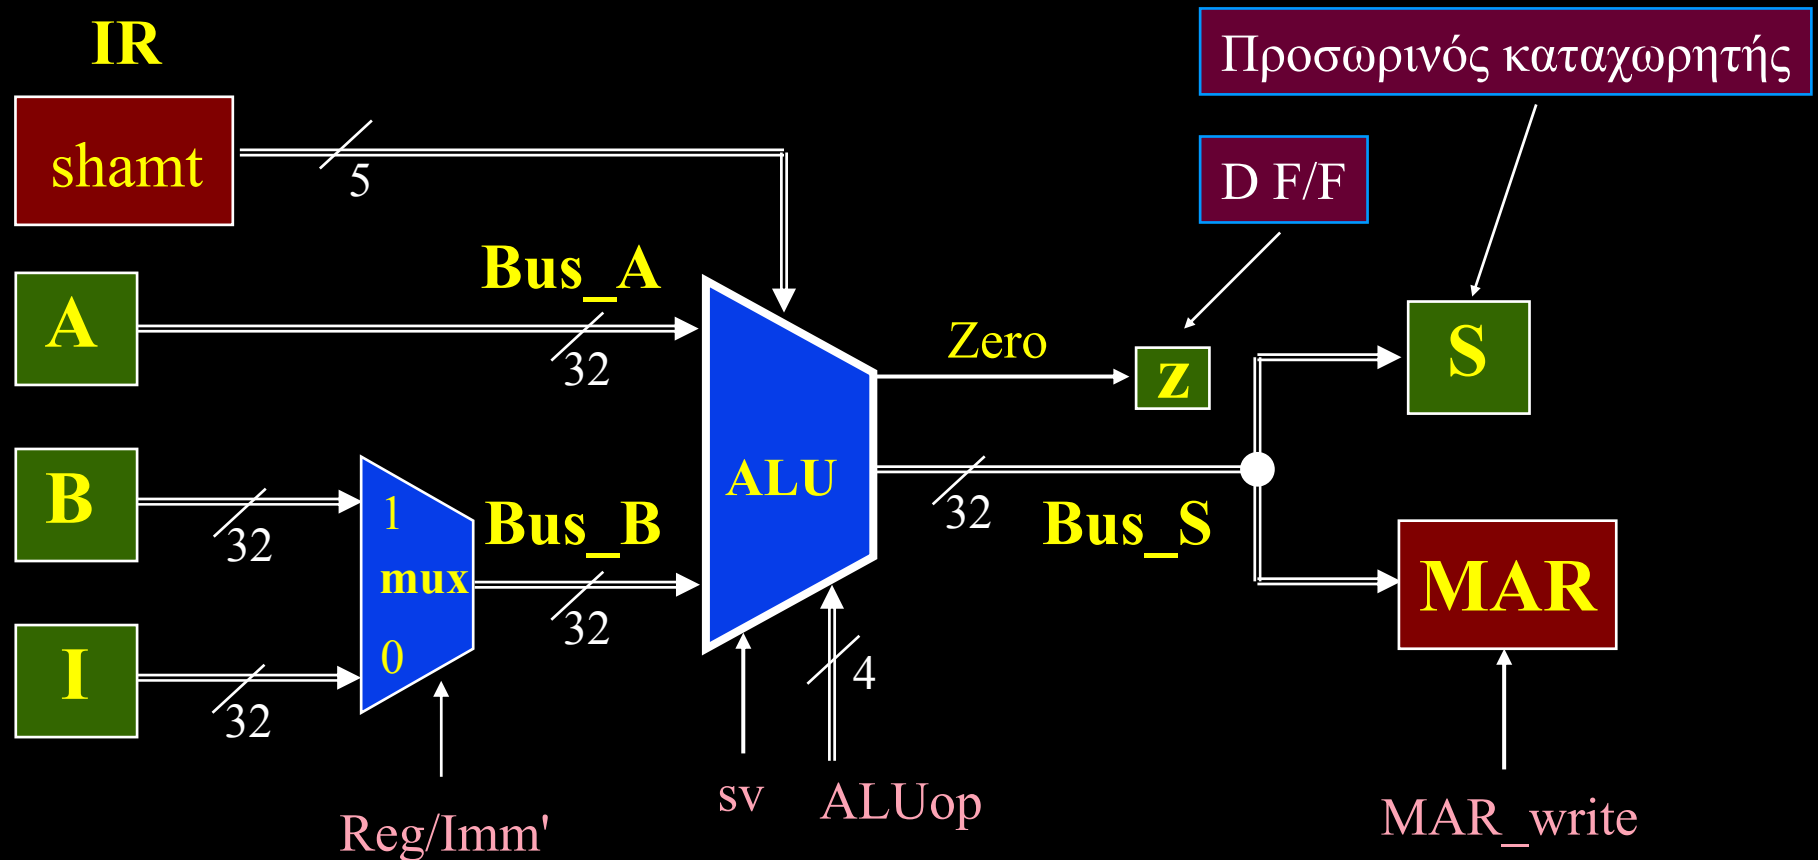 IR
Προσωρινός καταχωρητής
shamt
5
D F/F
Bus_A
A
32
Zero
z
S
B
32
1
mux
0
Bus_B
32
ALU
32
Bus_S
MAR
I
32
4
sv
ALUop
Reg/Imm'
MAR_write